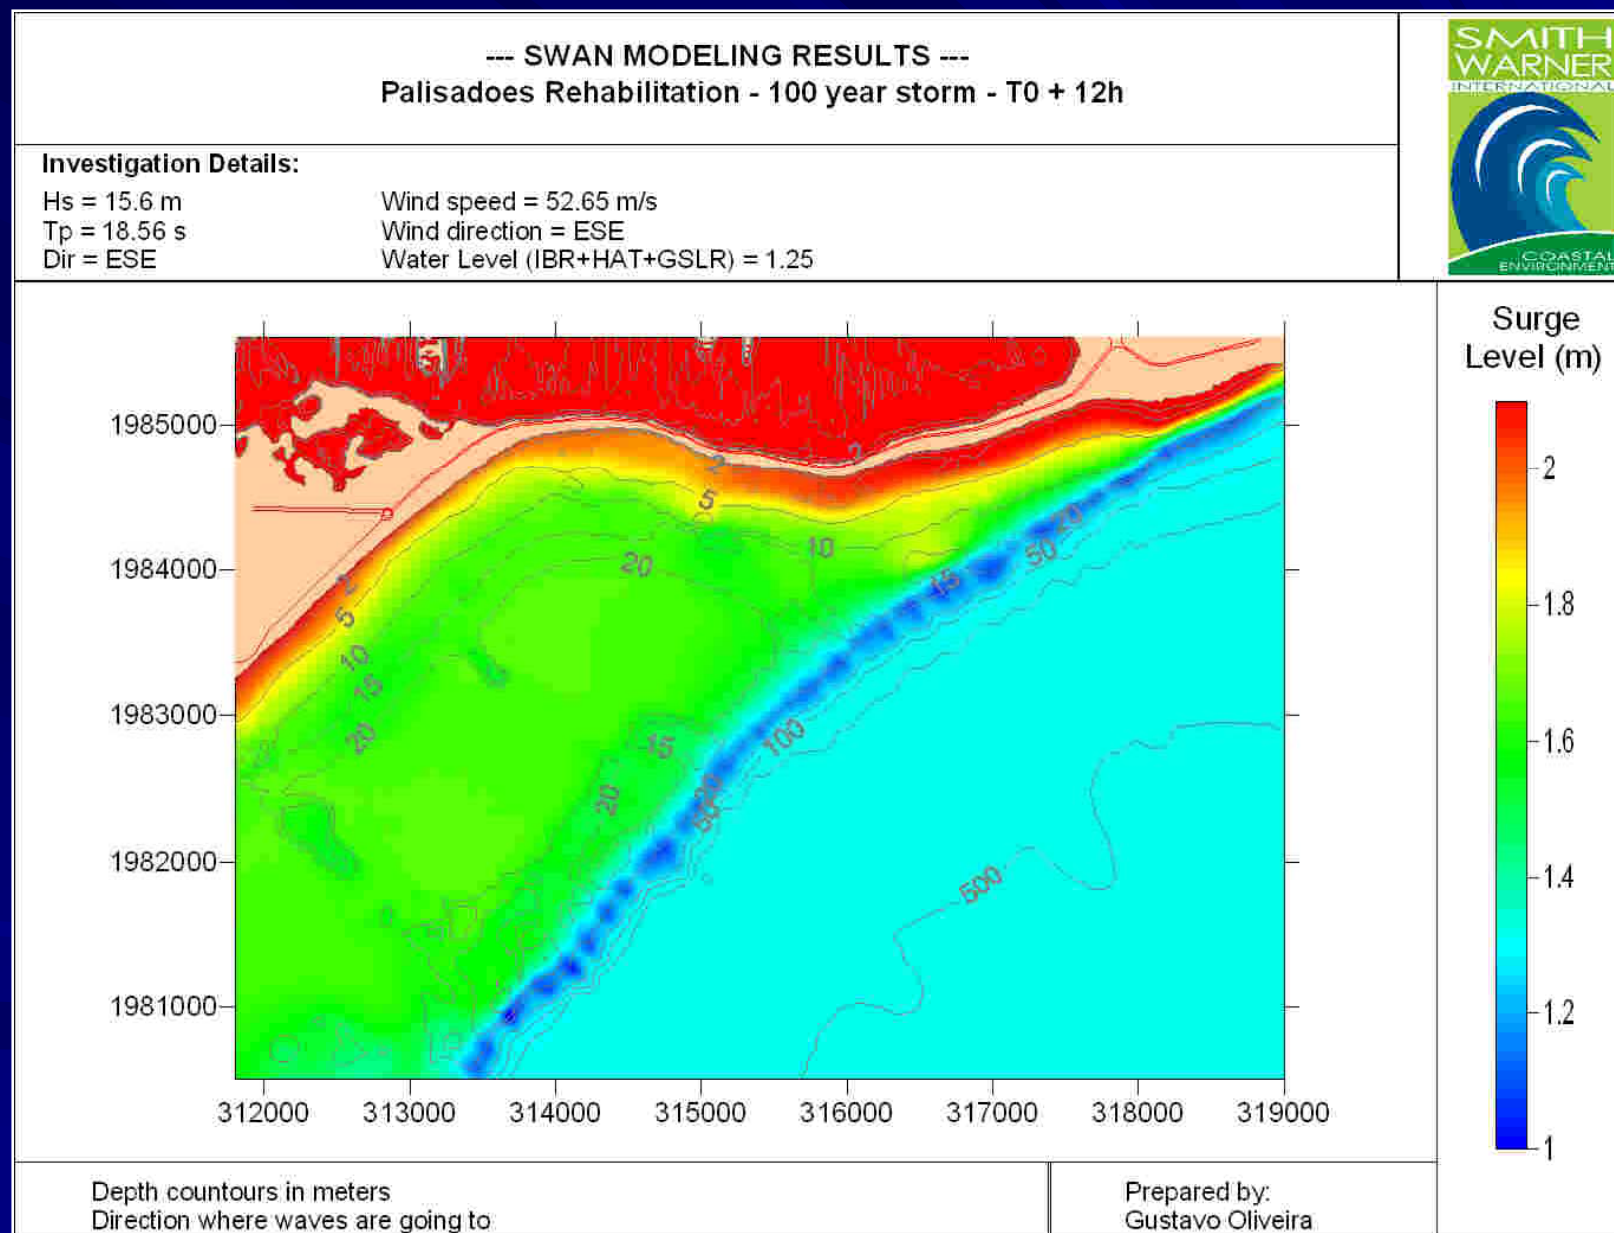 --- SWAN MODELING RESULTS ---
Palisadoes Rehabilitation - 100 year storm - T0 + 12h
SMITH
WARNER
INTERNATIONAL
COASTAL
ENVIRONMENT
Investigation Details:
Hs = 15.6 m Wind speed = 52.65 m/s
Tp = 18.56 s Wind direction = ESE
Dir = ESE Water Level (IBR+HAT+GSLR) = 1.25
Surge
Level (m)
2
1.8
1.6
1.4
1.2
1
1985000
1984000
1983000
1982000
1981000
2
2
5
10
20
20
50
15
2
5
10
15
20
15
100
20
20
50
500
312000 313000 314000 315000 316000 317000 318000 319000
Depth countours in meters
Direction where waves are going to
Prepared by:
Gustavo Oliveira